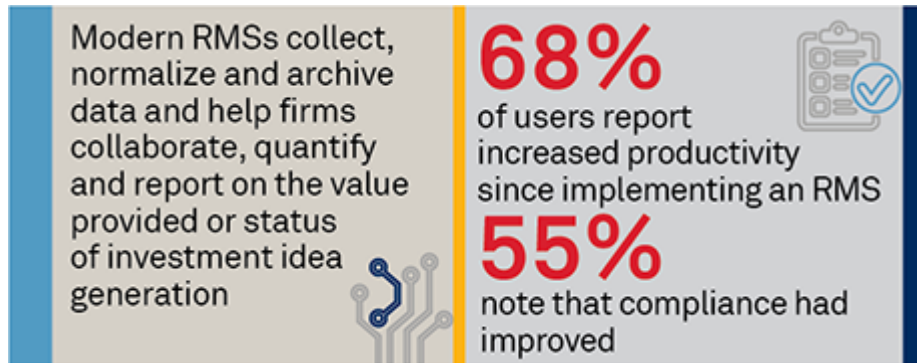 Modern RMSs collect,
normalize and archive
data and help firms
collaborate, quantify
and report on the value
provided or status
of investment idea
generation
68%
of users report
increased productivity
since implementing an RMS
55%
note that compliance had
improved